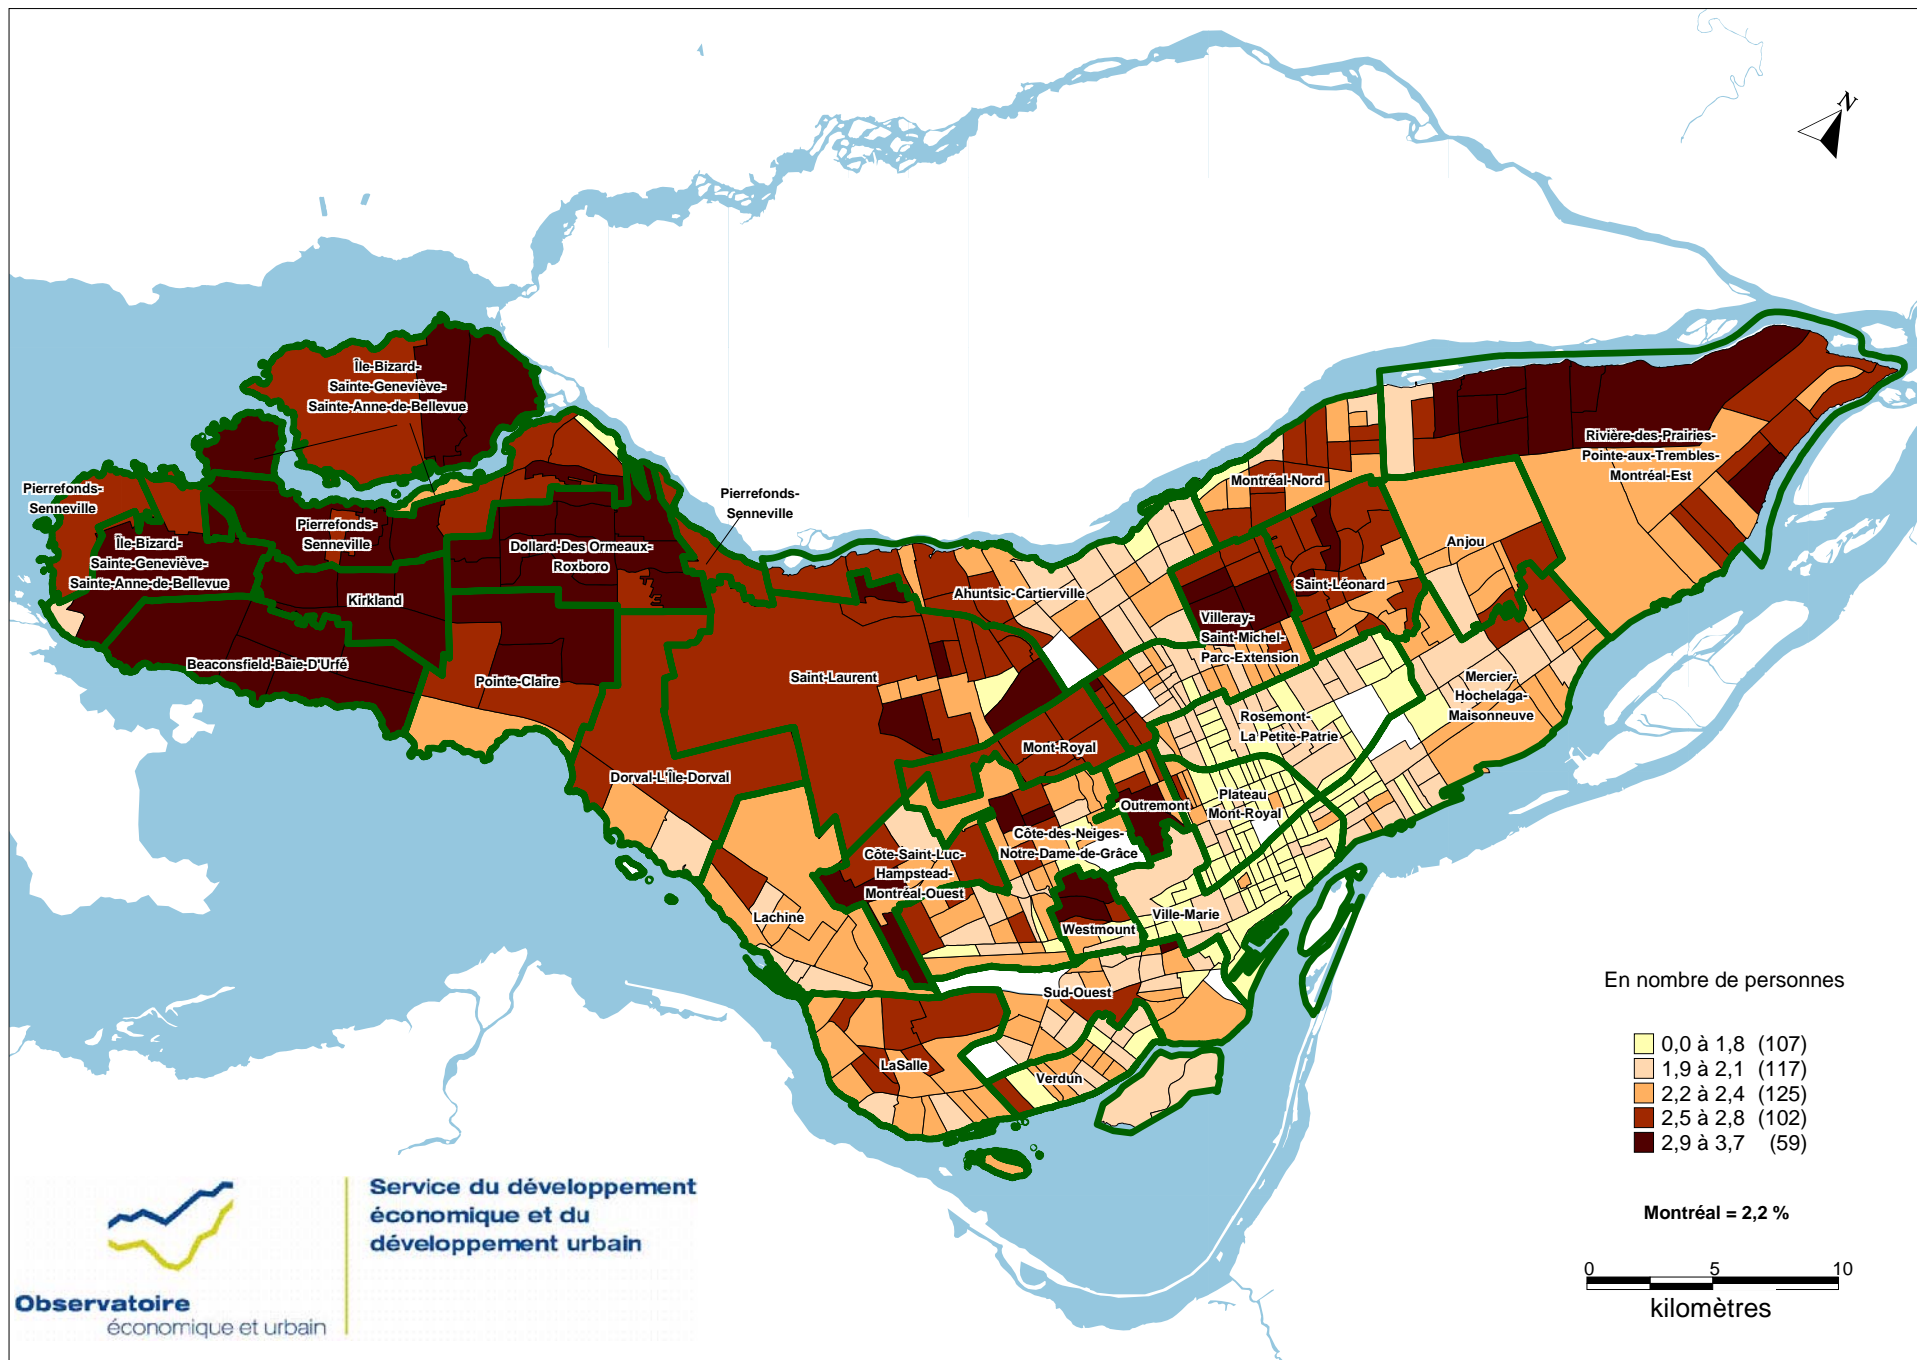 N
Île-Bizard-
Sainte-Geneviève-
Sainte-Anne-de-Bellevue
Pierrefonds-
Senneville
Île-Bizard-
Sainte-Geneviève-
Sainte-Anne-de-Bellevue
Pierrefonds-
Senneville
Pierrefonds-
Senneville
Dollard-Des Ormeaux-
Roxboro
Kirkland
Beaconsfield-Baie-D'Urfé
Pointe-Claire
Dorval-L'Île-Dorval
Saint-Laurent
Ahuntsic-Cartierville
Montréal-Nord
Rivière-des-Prairies-
Pointe-aux-Trembles-
Montréal-Est
Anjou
Saint-Léonard
Villeray-
Saint-Michel-
Parc-Extension
Mercier-
Hochelaga-
Maisonneuve
Rosemont-
La Petite-Patrie
Mont-Royal
Outremont
Plateau
Mont-Royal
Côte-des-Neiges-
Notre-Dame-de-Grâce
Côte-Saint-Luc-
Hampstead-
Montréal-Ouest
Lachine
Westmount
Ville-Marie
Sud-Ouest
LaSalle
Verdun
En nombre de personnes
0,0 à 1,8 (107)
1,9 à 2,1 (117)
2,2 à 2,4 (125)
2,5 à 2,8 (102)
2,9 à 3,7 (59)
Montréal = 2,2 %
0 5 10
kilomètres
Service du développement
économique et du
développement urbain
Observatoire
économique et urbain